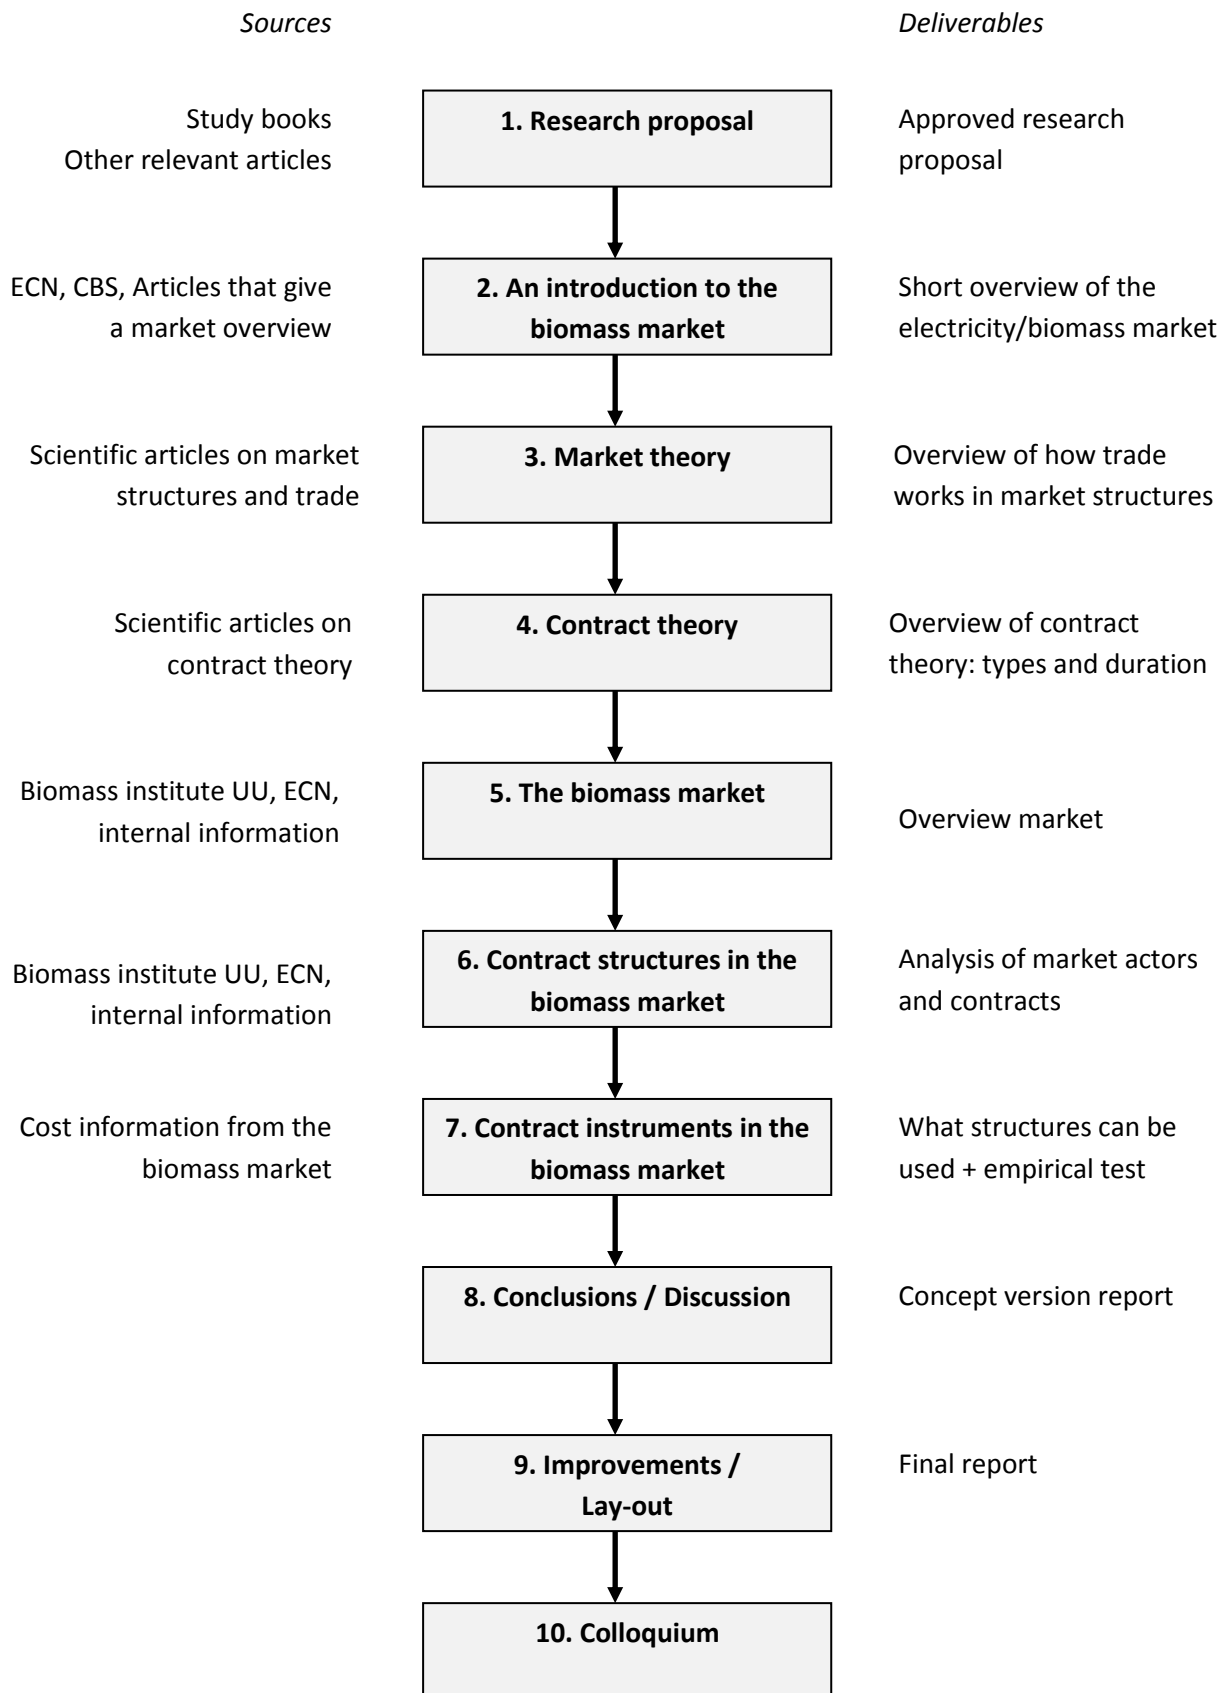 Sources
Deliverables
Study books
Other relevant articles
1. Research proposal
Approved research
proposal
ECN, CBS, Articles that give
a market overview
2. An introduction to the
biomass market
Short overview of the
electricity/biomass market
Scientific articles on market
structures and trade
3. Market theory
Overview of how trade
works in market structures
Scientific articles on
contract theory
4. Contract theory
Overview of contract
theory: types and duration
Biomass institute UU, ECN,
internal information
5. The biomass market
Overview market
Biomass institute UU, ECN,
internal information
6. Contract structures in the
biomass market
Analysis of market actors
and contracts
Cost information from the
biomass market
7. Contract instruments in the
biomass market
What structures can be
used + empirical test
8. Conclusions / Discussion
Concept version report
9. Improvements /
Lay-out
Final report
10. Colloquium